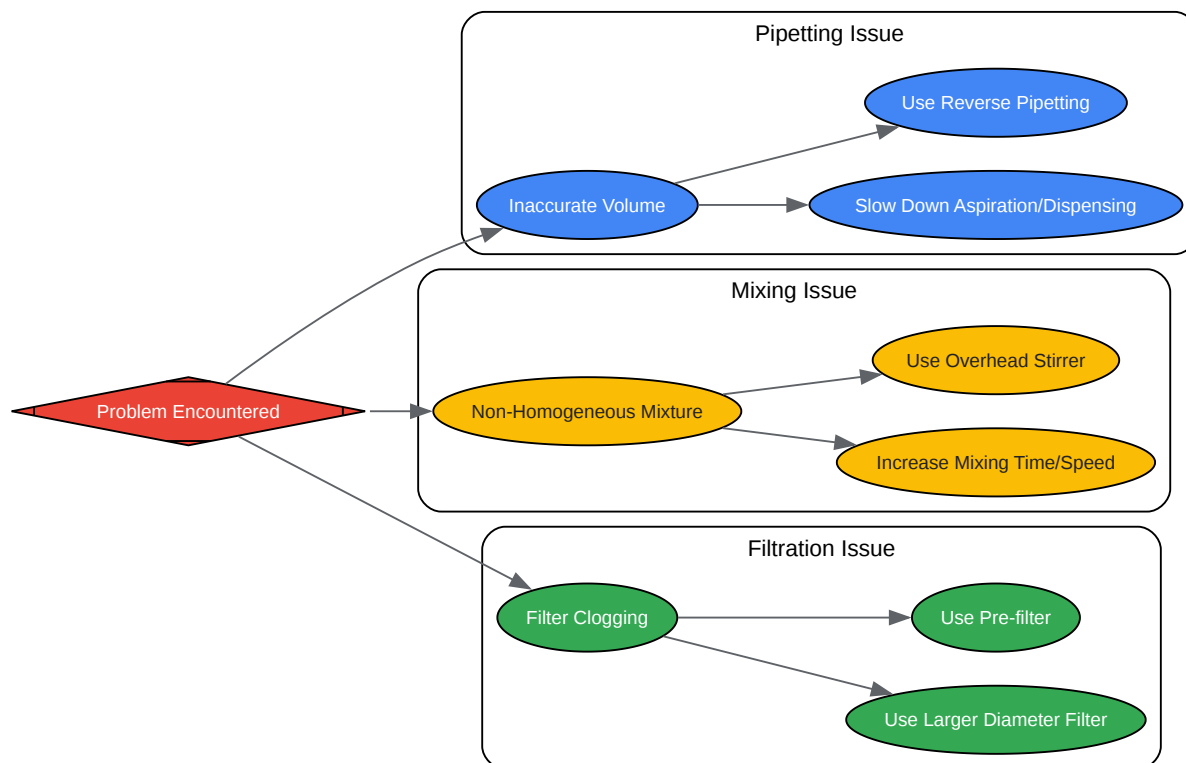 Pipetting Issue
Use Reverse Pipetting
Inaccurate Volume
Slow Down Aspiration/Dispensing
Mixing Issue
Use Overhead Stirrer
Problem Encountered
Non-Homogeneous Mixture
Increase Mixing Time/Speed
Filtration Issue
Filter Clogging
Use Pre-filter
Use Larger Diameter Filter